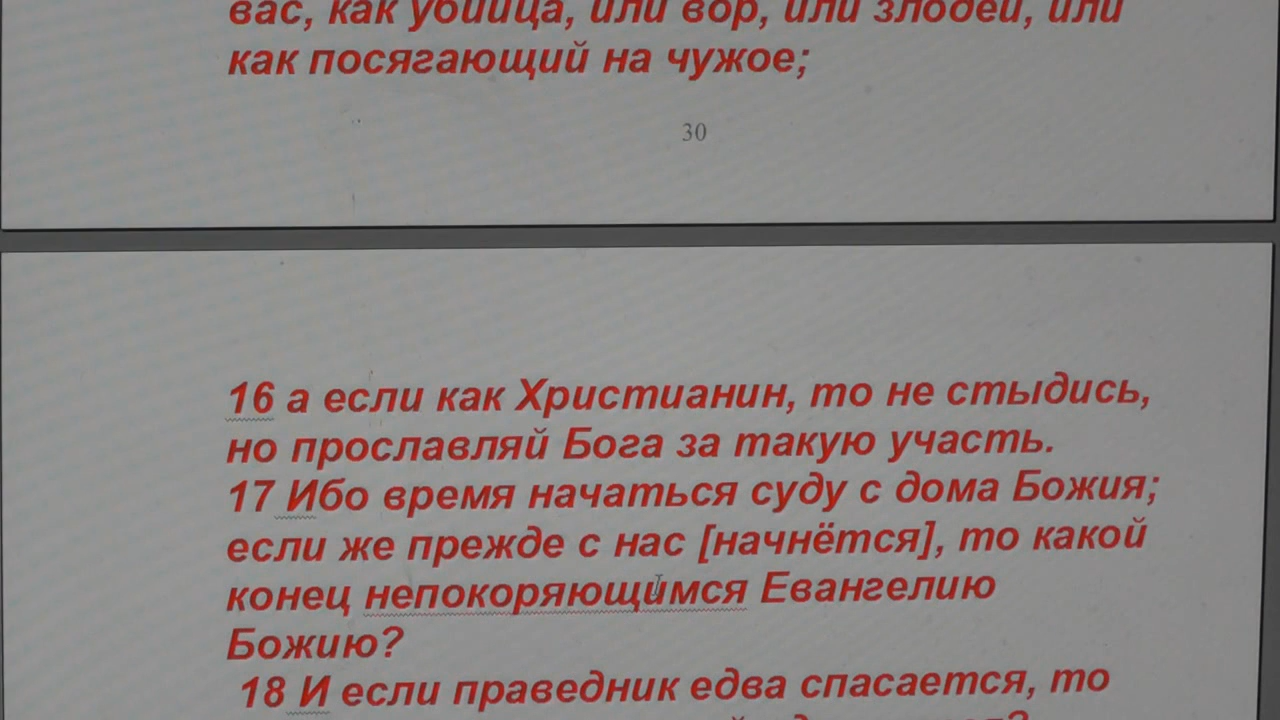 вас, как убийца, или вор, или злодей, или
как посягающий на чужое;
30
16 а если как Христианин, то не стыдись,
но прославляй Бога за такую участь.
17 Ибо время начаться суду с дома Божия;
если же прежде с нас [начнётся], то какой
конец непокоряющимся Евангелию
Божию?
18 И если праведник едва спасается, то